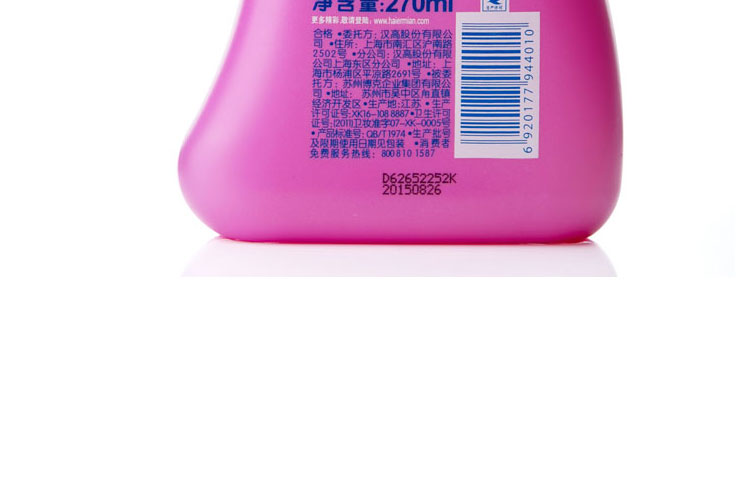 净含量:270ml
更多精彩,敬请登陆: www.haiermian.com
合格 •委托方: 汉高股份有限公
司 •住所: 上海市南汇区沪南路
2502号 •分公司: 汉高股份有限
公司上海东区分公司 •地址: 上
海市杨浦区平凉路2691号 •被委
托方: 苏州博克企业集团有限公
司 •地址: 苏州市吴中区甪直镇
经济开发区 •生产地:江苏 •生产
许可证号:XK16-108 8887•卫生许可
证号:(2011)卫妆准字07-XK-0005号
•产品标准号: QB/T1974 •生产批号
及限期使用日期见包装 •消费者
免费服务热线: 800 810 1587
6 920177 944010
D62652252K
20150826